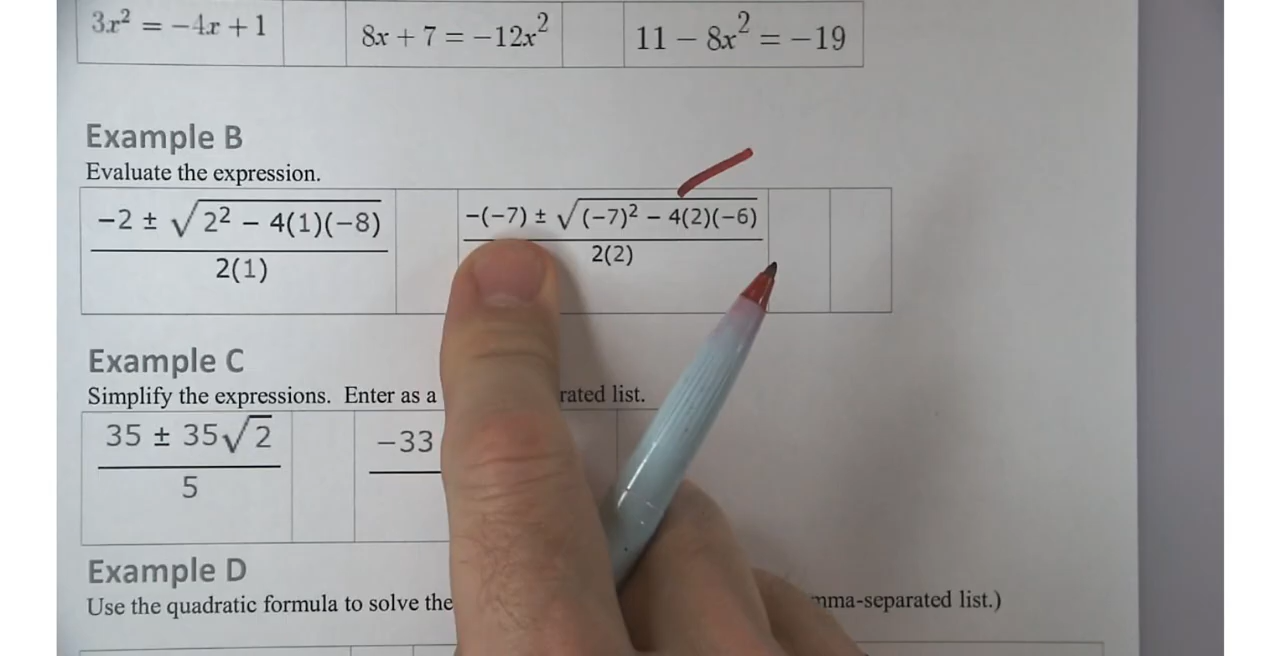 3x² = −4x + 1
8x + 7 = −12x²
11 − 8x² = −19
Example B
Evaluate the expression.
−2 ± √(2² − 4(1)(−8))
2(1)
−(−7) ± √((−7)² − 4(2)(−6))
2(2)
Example C
Simplify the expressions. Enter as a rated list.
35 ± 35√2
5
−33
Example D
Use the quadratic formula to solve the mma-separated list.)